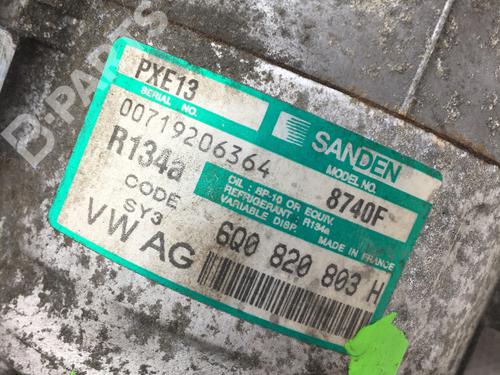 PXE13
SERIAL NO.
00719206364
R134a
CODE
SY3
VW AG
SANDEN
MODEL NO.
8740F
OIL : SP-10 OR EQUIV.
REFRIGERANT : R134a
VARIABLE DISP.
MADE IN FRANCE
6Q0 820 803 H
B-PARTS